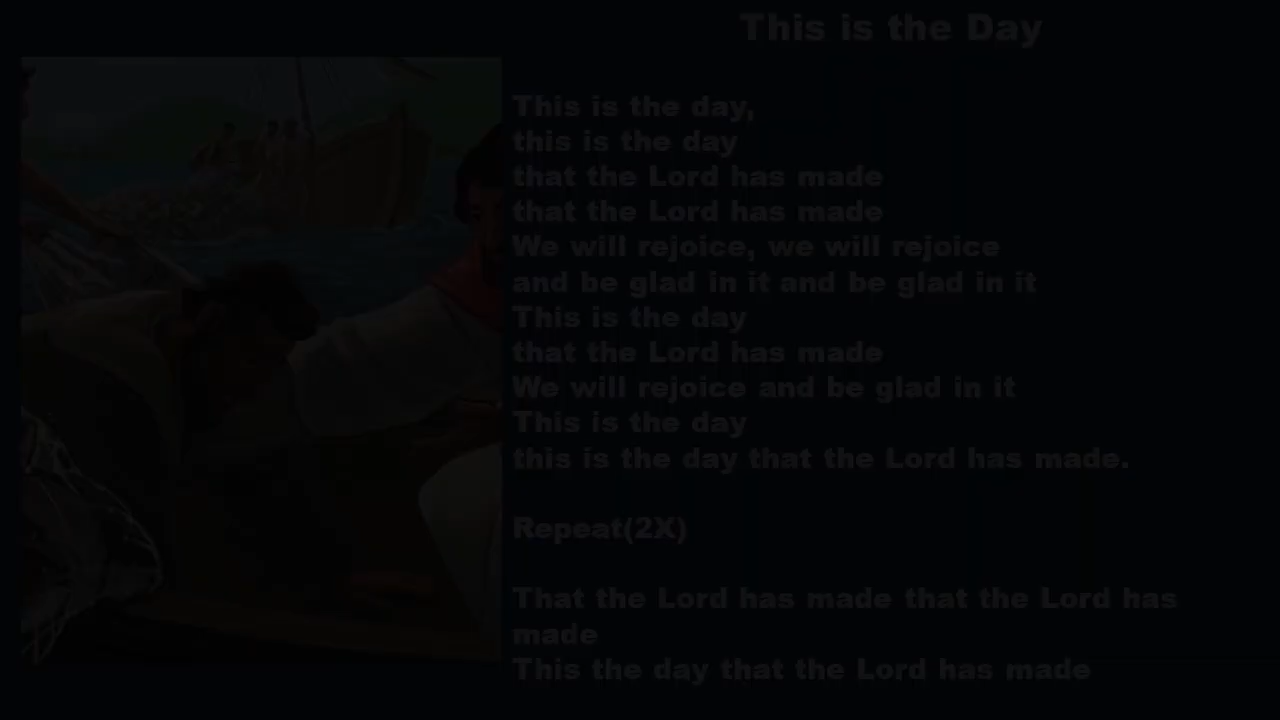 This is the Day
This is the day,
this is the day
that the Lord has made
that the Lord has made
We will rejoice, we will rejoice
and be glad in it and be glad in it
This is the day
that the Lord has made
We will rejoice and be glad in it
This is the day
this is the day that the Lord has made.
Repeat(2X)
That the Lord has made that the Lord has
made
This the day that the Lord has made